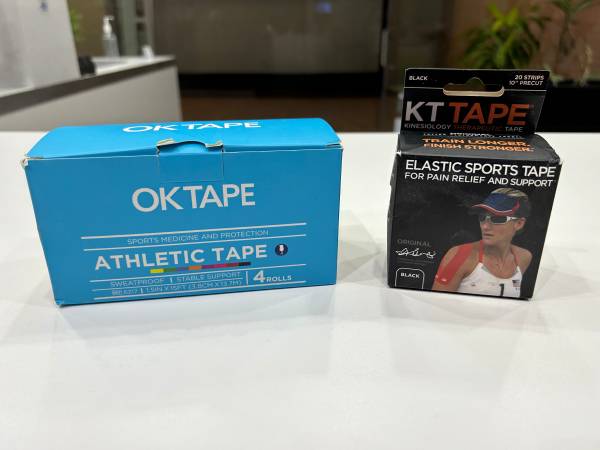 OKTAPE
OKTAPE
SPORTS MEDICINE AND PROTECTION
ATHLETIC TAPE
SWEATPROOF | STABLE SUPPORT
4 ROLLS
BLACK
20 STRIPS
10" PRECUT
KT TAPE
KINESIOLOGY THERAPEUTIC TAPE
TRAIN LONGER.
FINISH STRONGER.
ELASTIC SPORTS TAPE
FOR PAIN RELIEF AND SUPPORT
ORIGINAL
BLACK
1